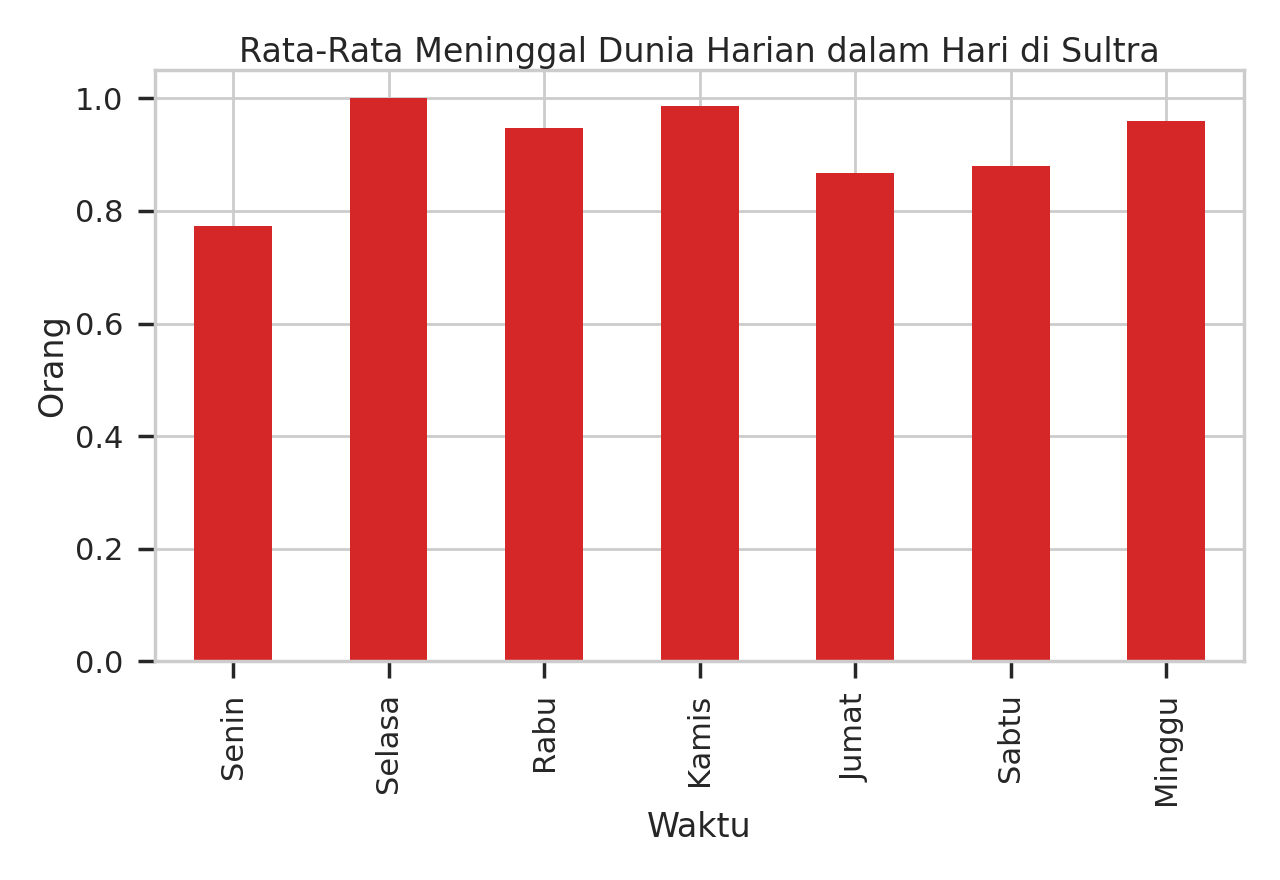 Rata-Rata Meninggal Dunia Harian dalam Hari di Sultra
1.0
0.8
0.6
0.4
0.2
0.0
Orang
Senin
Selasa
Rabu
Kamis
Jumat
Sabtu
Minggu
Waktu